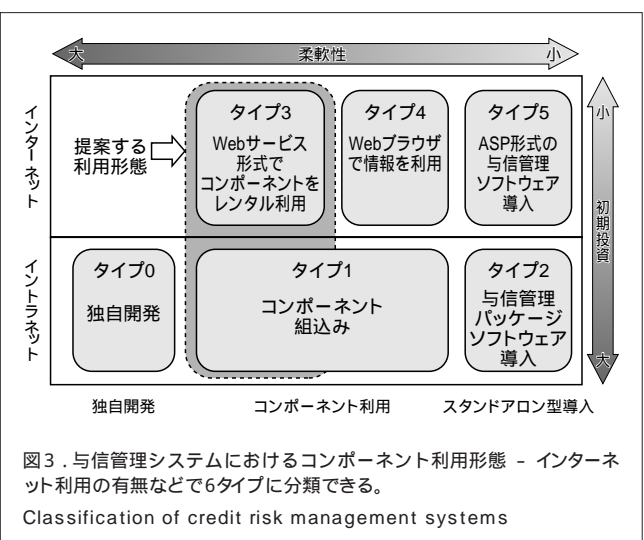 大 柔軟性 小
インターネット
提案する
利用形態
タイプ3
Webサービス
形式で
コンポーネントを
レンタル利用
タイプ4
Webブラウザ
で情報を利用
タイプ5
ASP形式の
与信管理
ソフトウェア
導入
小
初期投資
大
イントラネット
タイプ0
独自開発
タイプ1
コンポーネント
組込み
タイプ2
与信管理
パッケージ
ソフトウェア
導入
独自開発 コンポーネント利用 スタンドアロン型導入
図3.与信管理システムにおけるコンポーネント利用形態 - インターネ
ット利用の有無などで6タイプに分類できる。
Classification of credit risk management systems